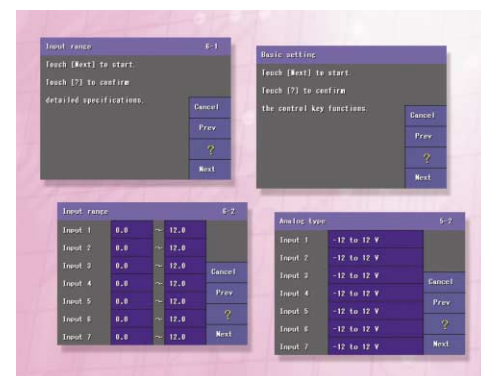 Input range 6-1
Touch [Next] to start.
Touch [?] to confirm
detailed specifications.
Cancel
Prev
?
Next
Basic setting
Touch [Next] to start.
Touch [?] to confirm
the control key functions.
Cancel
Prev
?
Next
Input range 6-2
Input 1 0.0 ~ 12.0
Input 2 0.0 ~ 12.0
Input 3 0.0 ~ 12.0
Input 4 0.0 ~ 12.0
Input 5 0.0 ~ 12.0
Input 6 0.0 ~ 12.0
Input 7 0.0 ~ 12.0
Cancel
Prev
?
Next
Analog type 5-2
Input 1 -12 to 12 V
Input 2 -12 to 12 V
Input 3 -12 to 12 V
Input 4 -12 to 12 V
Input 5 -12 to 12 V
Input 6 -12 to 12 V
Input 7 -12 to 12 V
Cancel
Prev
?
Next